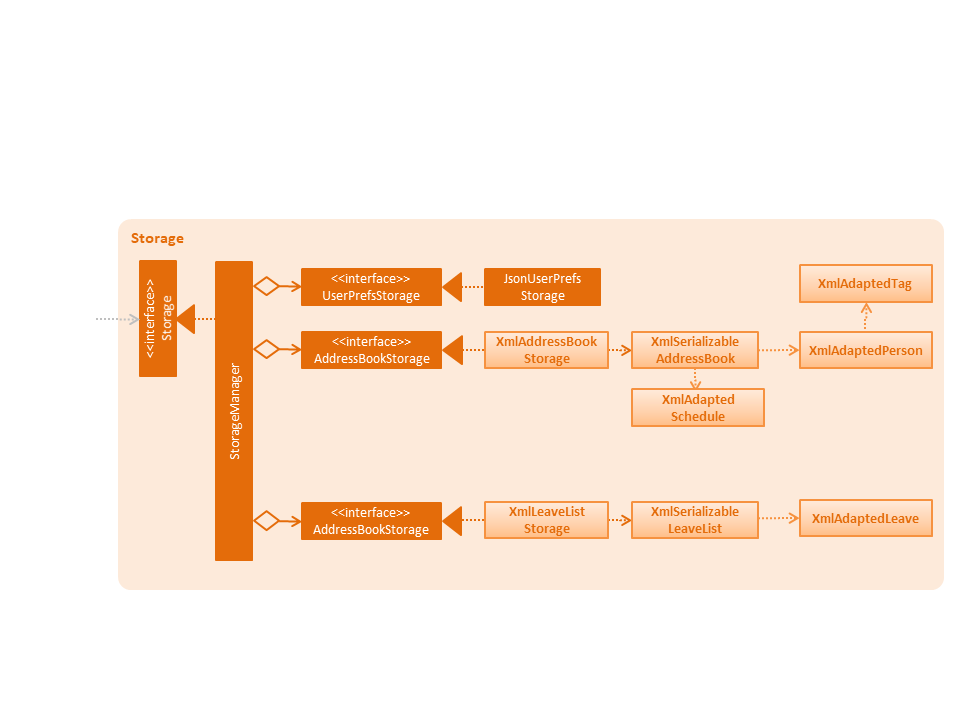 Storage
<<interface>>
Storage
StorageManager
<<interface>>
UserPrefsStorage
JsonUserPrefs
Storage
XmlAdaptedTag
<<interface>>
AddressBookStorage
XmlAddressBook
Storage
XmlSerializable
AddressBook
XmlAdaptedPerson
XmlAdapted
Schedule
<<interface>>
AddressBookStorage
XmlLeaveList
Storage
XmlSerializable
LeaveList
XmlAdaptedLeave